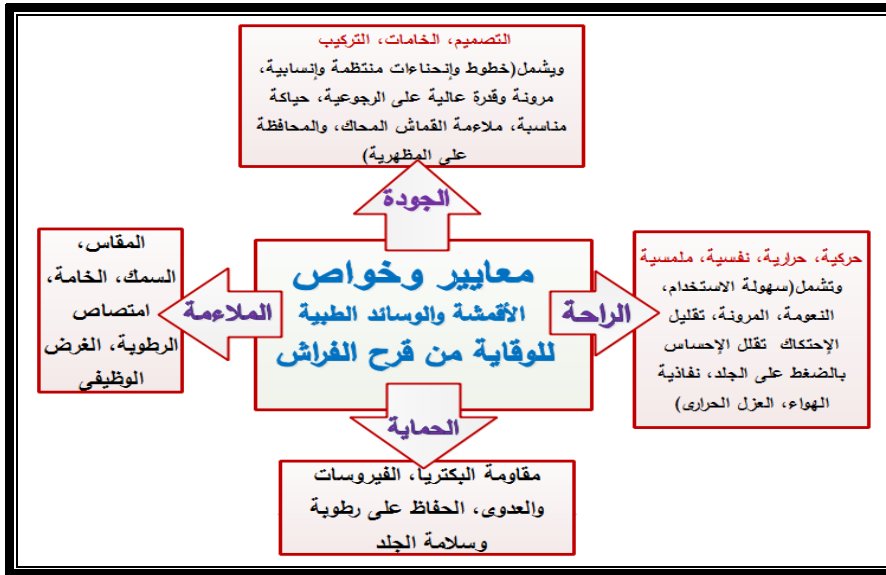 التصميم، الخامات، التركيب
ويشمل(خطوط وإنحناءات منتظمة وإنسابية،
مرونة وقدرة عالية على الرجوعية، حياكة
مناسبة، ملاءمة القماش المحاك، والمحافظة
على المظهرية)
الجودة
معايير وخواص
الأقمشة والوسائد الطبية
للوقاية من قرح الفراش
الراحة
حركية، حرارية، نفسية، ملمسية
وتشمل(سهولة الاستخدام،
النعومة، المرونة، تقليل
الإحتكاك تقلل الإحساس
بالضغط على الجلد، نفاذية
الهواء، العزل الحرارى)
الملاءمة
المقاس،
السمك، الخامة،
امتصاص
الرطوبة، الغرض
الوظيفي
الحماية
مقاومة البكتريا، الفيروسات
والعدوى، الحفاظ على رطوبة
وسلامة الجلد